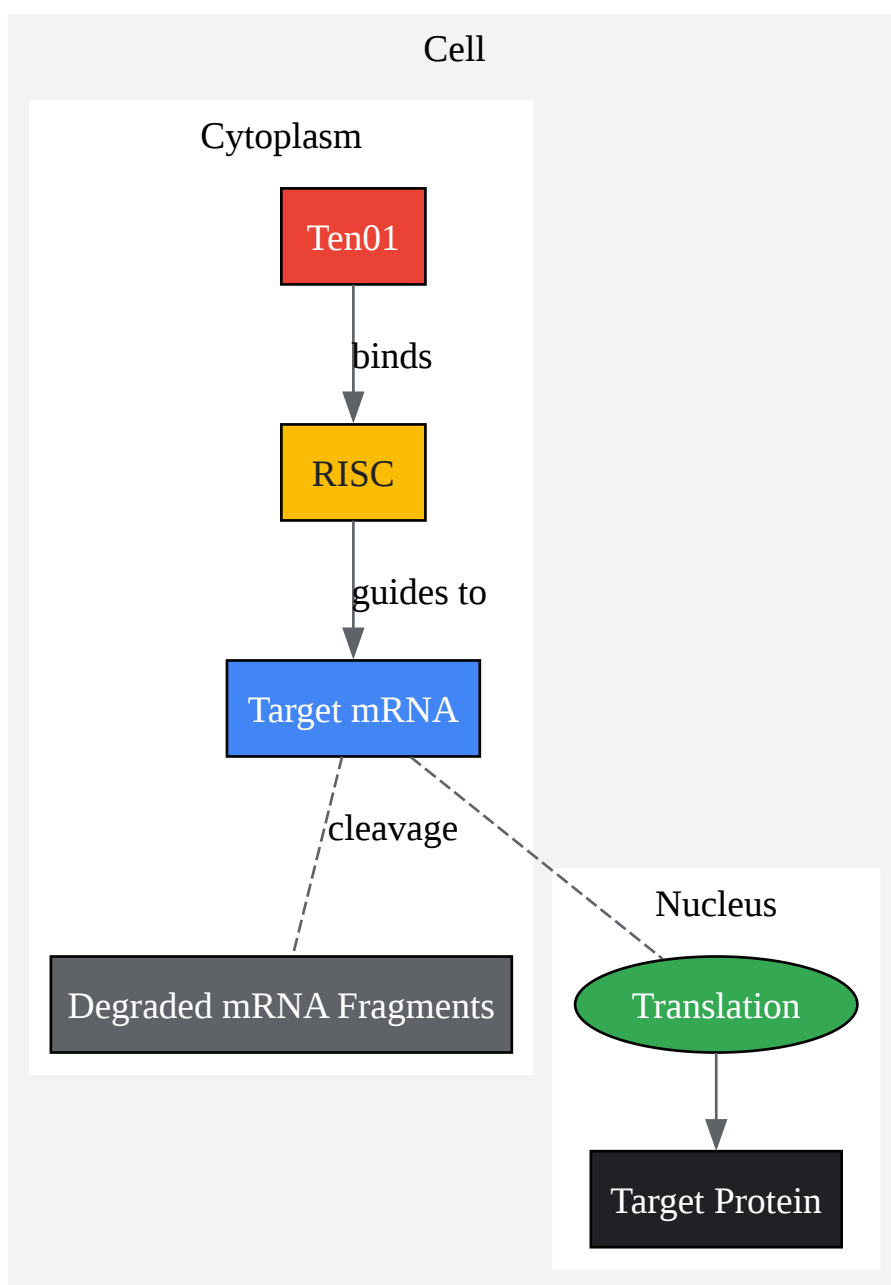 Cell
Cytoplasm
Ten01
binds
RISC
guides to
Target mRNA
cleavage
Nucleus
Degraded mRNA Fragments
Translation
Target Protein